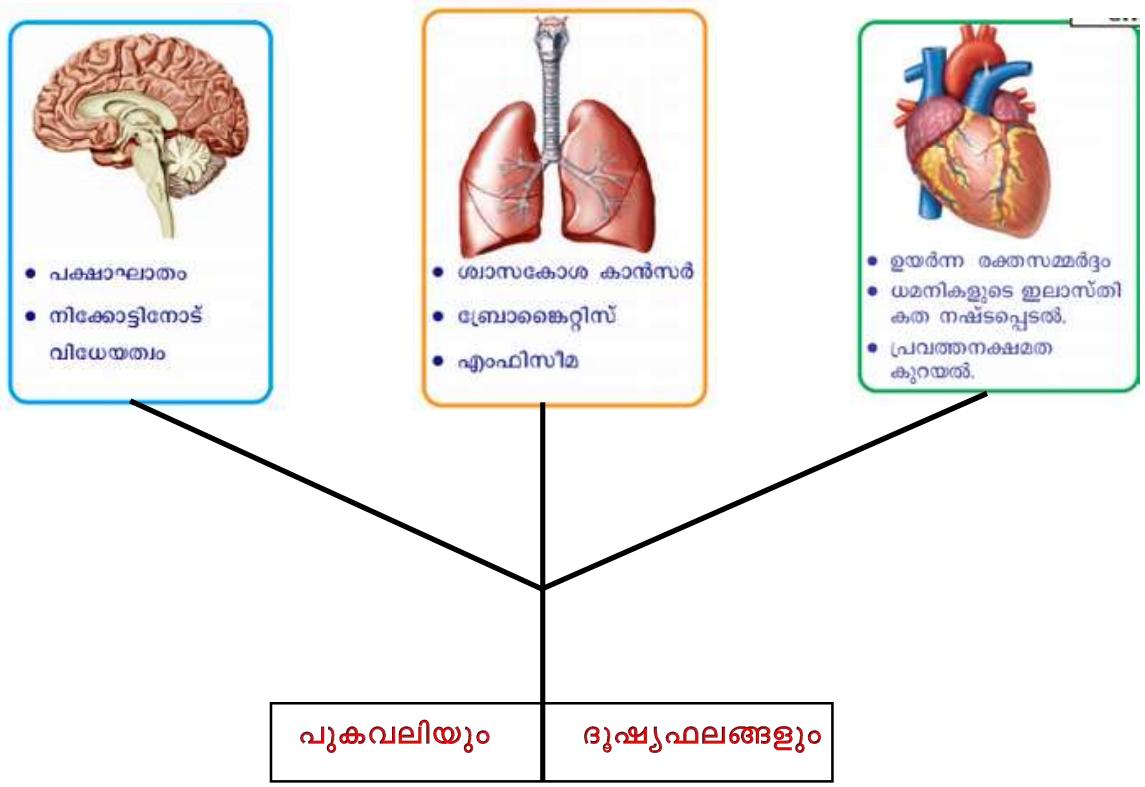 പക്ഷാഘാതം
നിക്കോട്ടിനോട്
വിധേയത്വം
ശ്വാസകോശ കാൻസർ
ബ്രോങ്കൈറ്റിസ്
എംഫിസീമ
ഉയർന്ന രക്തസമ്മർദ്ദം
ധമനികളുടെ ഇലാസ്തി
കത നഷ്ടപ്പെടൽ.
പ്രവത്തനക്ഷമത
കുറയൽ.
പുകവലിയും ദൂഷ്യഫലങ്ങളും